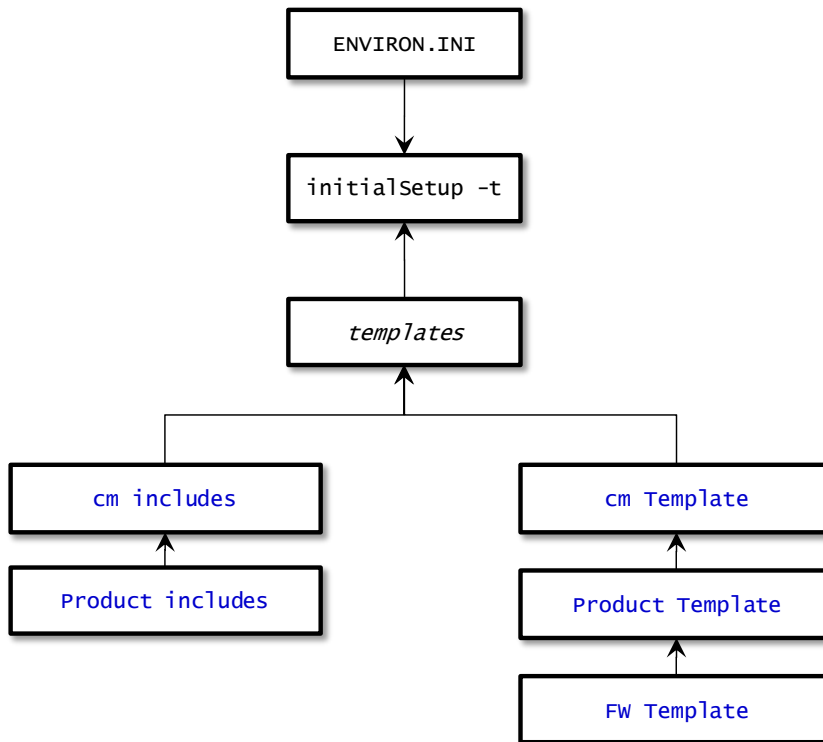 ENVIRON.INI
initialSetup -t
templates
cm includes
cm Template
Product includes
Product Template
FW Template